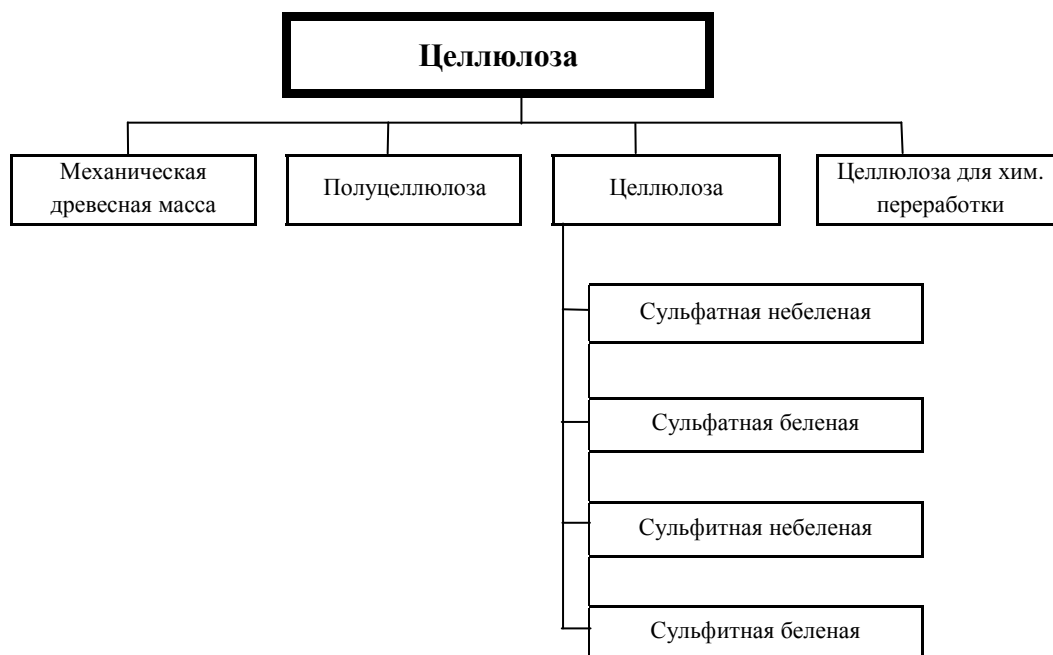 Целлюлоза
Механическая
древесная масса
Полуцеллюлоза
Целлюлоза
Целлюлоза для хим.
переработки
Сульфатная небеленая
Сульфатная беленая
Сульфитная небеленая
Сульфитная беленая